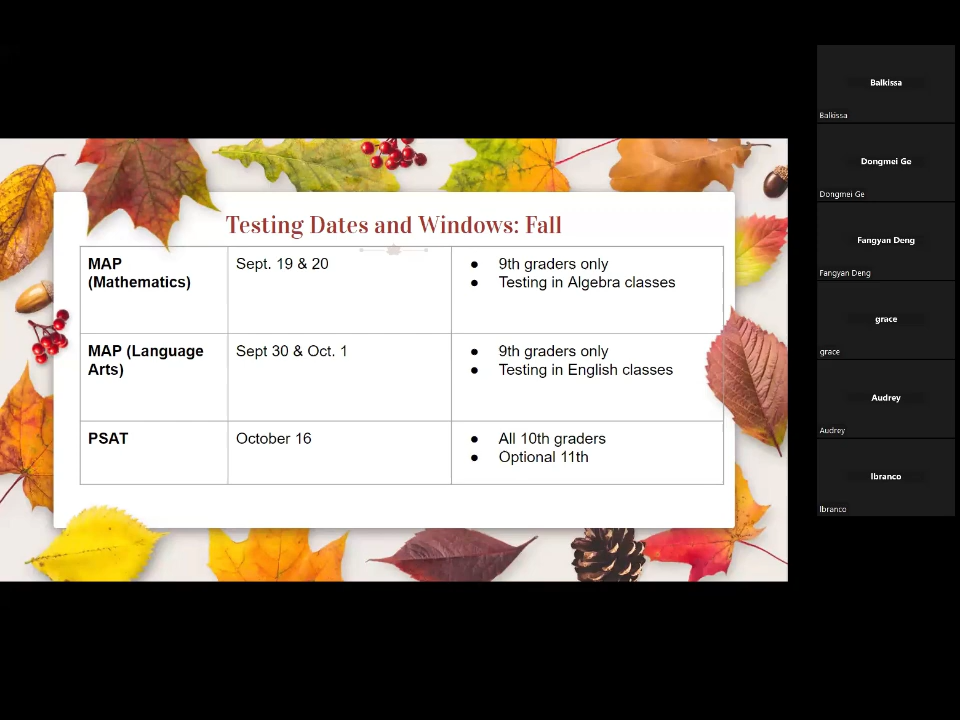 Testing Dates and Windows: Fall
MAP
(Mathematics)
Sept. 19 & 20
● 9th graders only
● Testing in Algebra classes
MAP (Language
Arts)
Sept 30 & Oct. 1
● 9th graders only
● Testing in English classes
PSAT
October 16
● All 10th graders
● Optional 11th
Balkissa
Balkissa
Dongmei Ge
Dongmei Ge
Fangyan Deng
Fangyan Deng
grace
grace
Audrey
Audrey
lbranco
lbranco